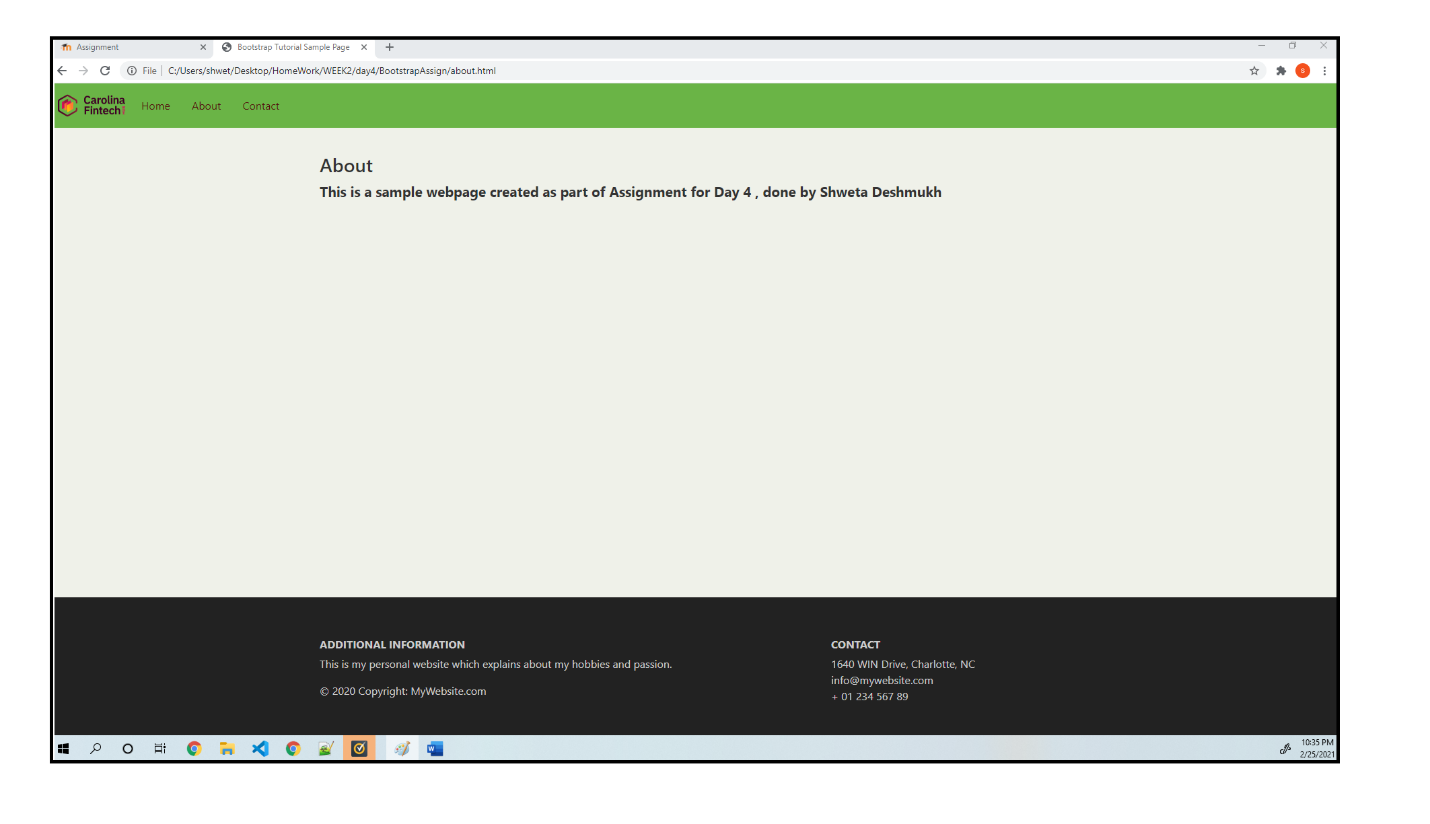 Assignment
Bootstrap Tutorial Sample Page
File
C:/Users/shwet/Desktop/HomeWork/WEEK2/day4/BootstrapAssign/about.html
Carolina
Fintech
Home
About
Contact
About
This is a sample webpage created as part of Assignment for Day 4 , done by Shweta Deshmukh
ADDITIONAL INFORMATION
This is my personal website which explains about my hobbies and passion.
© 2020 Copyright: MyWebsite.com
CONTACT
1640 WIN Drive, Charlotte, NC
info@mywebsite.com
+ 01 234 567 89
10:35 PM
2/25/2021